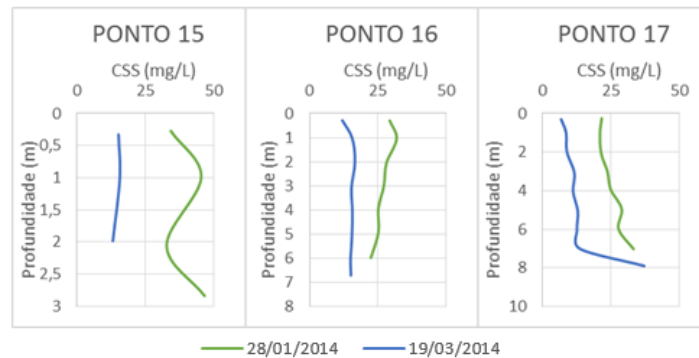 PONTO 15
CSS (mg/L)
0 25 50
Profundidade (m)
0
0,5
1
1,5
2
2,5
3
PONTO 16
CSS (mg/L)
0 25 50
Profundidade (m)
0
1
2
3
4
5
6
7
8
PONTO 17
CSS (mg/L)
0 25 50
Profundidade (m)
0
2
4
6
8
10
28/01/2014 19/03/2014